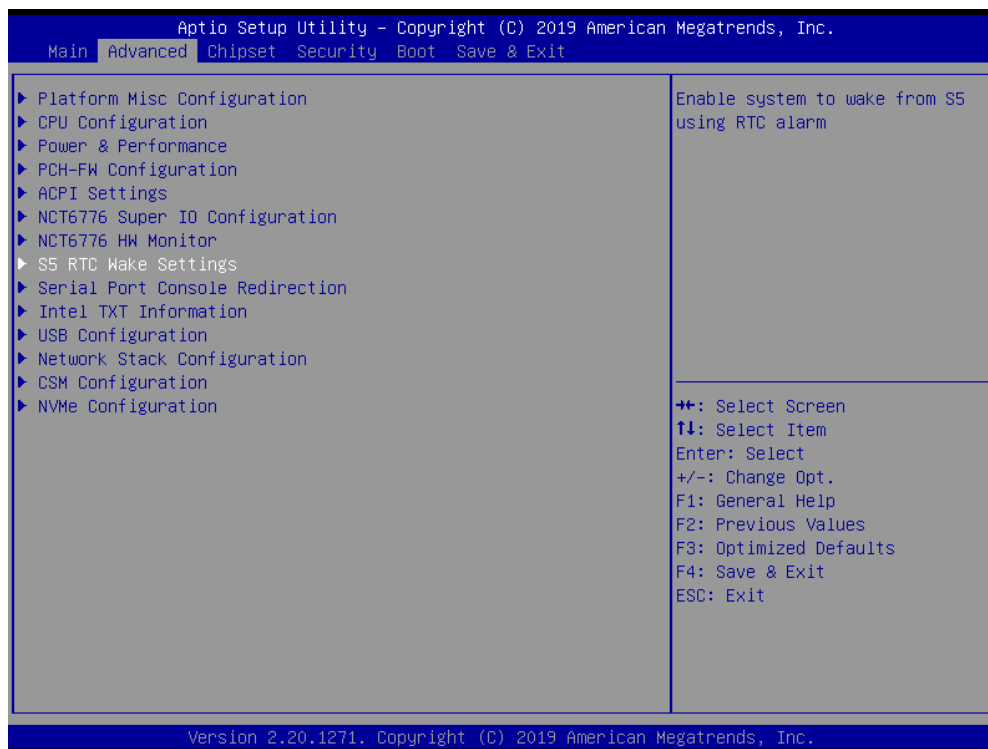 Aptio Setup Utility – Copyright (C) 2019 American Megatrends, Inc.
Main Advanced Chipset Security Boot Save & Exit
▶ Platform Misc Configuration
▶ CPU Configuration
▶ Power & Performance
▶ PCH-FW Configuration
▶ ACPI Settings
▶ NCT6776 Super IO Configuration
▶ NCT6776 HW Monitor
▶ S5 RTC Wake Settings
▶ Serial Port Console Redirection
▶ Intel TXT Information
▶ USB Configuration
▶ Network Stack Configuration
▶ CSM Configuration
▶ NVMe Configuration
Enable system to wake from S5
using RTC alarm
→←: Select Screen
↑↓: Select Item
Enter: Select
+/-: Change Opt.
F1: General Help
F2: Previous Values
F3: Optimized Defaults
F4: Save & Exit
ESC: Exit
Version 2.20.1271. Copyright (C) 2019 American Megatrends, Inc.